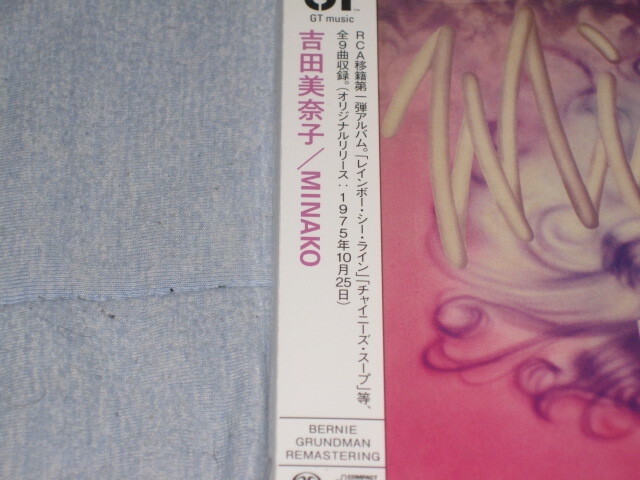 GT music
RCA移籍第一弾アルバム。「レインボー・シー・ライン」「チャイニーズ・スープ」等、
全9曲収録。（オリジナルリリース：1975年10月25日）
吉田美奈子／MINAKO
BERNIE
GRUNDMAN
REMASTERING
COMPACT